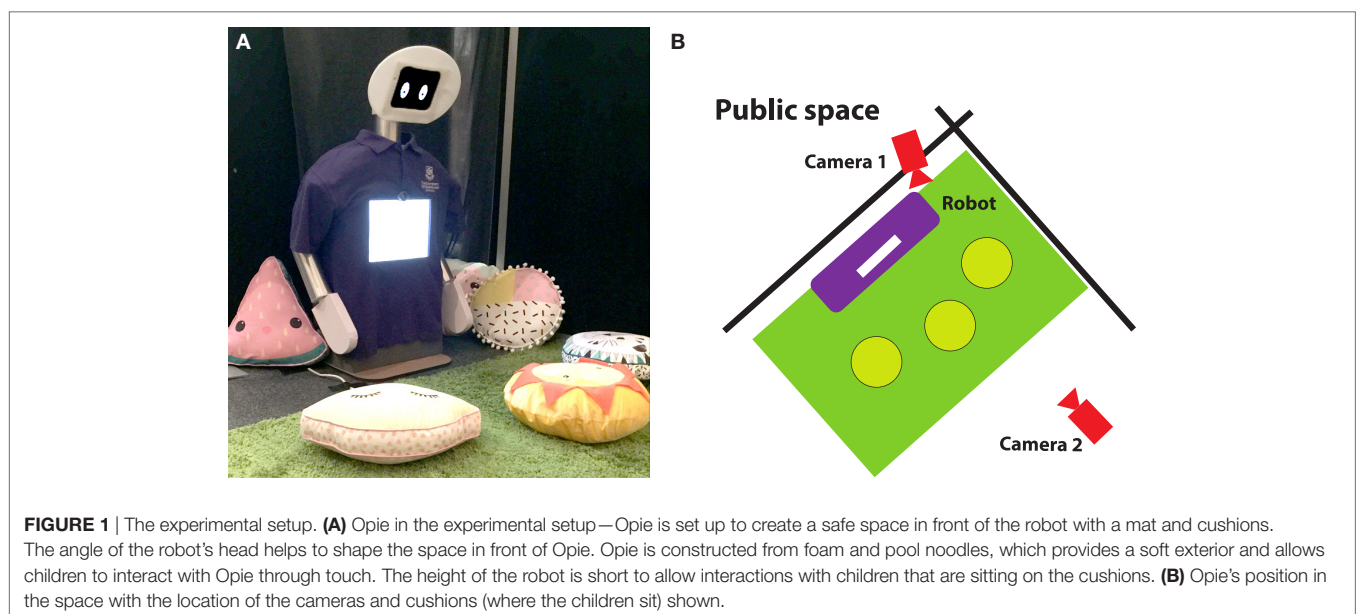 A
B
Public space
Camera 1
Robot
Camera 2
FIGURE 1 | The experimental setup. (A) Opie in the experimental setup—Opie is set up to create a safe space in front of the robot with a mat and cushions.
The angle of the robot's head helps to shape the space in front of Opie. Opie is constructed from foam and pool noodles, which provides a soft exterior and allows
children to interact with Opie through touch. The height of the robot is short to allow interactions with children that are sitting on the cushions. (B) Opie's position in
the space with the location of the cameras and cushions (where the children sit) shown.